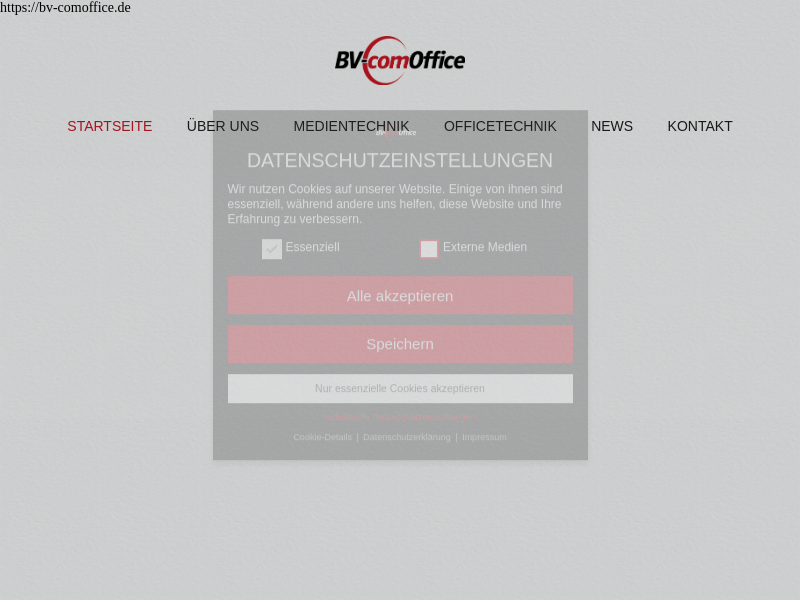 https://bv-comoffice.de
BV-comOffice
STARTSEITE ÜBER UNS MEDIENTECHNIK OFFICETECHNIK NEWS KONTAKT
DATENSCHUTZEINSTELLUNGEN
Wir nutzen Cookies auf unserer Website. Einige von ihnen sind
essenziell, während andere uns helfen, diese Website und Ihre
Erfahrung zu verbessern.
Essenziell Externe Medien
Alle akzeptieren
Speichern
Nur essenzielle Cookies akzeptieren
Cookie-Details | Datenschutzerklärung | Impressum